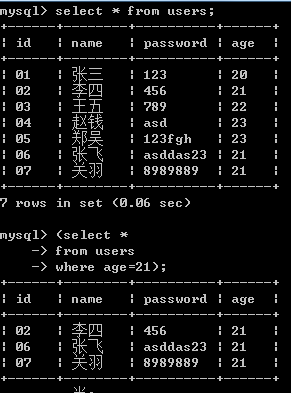 mysql> select * from users;
+------+--------+----------+------+
| id | name | password | age |
+------+--------+----------+------+
| 01 | 张三 | 123 | 20 |
| 02 | 李四 | 456 | 21 |
| 03 | 王五 | 789 | 22 |
| 04 | 赵钱 | asd | 23 |
| 05 | 郑吴 | 123fgh | 23 |
| 06 | 张飞 | asddas23 | 21 |
| 07 | 关羽 | 8989889 | 21 |
+------+--------+----------+------+
7 rows in set (0.06 sec)
mysql> (select *
-> from users
-> where age=21);
+------+--------+----------+------+
| id | name | password | age |
+------+--------+----------+------+
| 02 | 李四 | 456 | 21 |
| 06 | 张飞 | asddas23 | 21 |
| 07 | 关羽 | 8989889 | 21 |
+------+--------+----------+------+